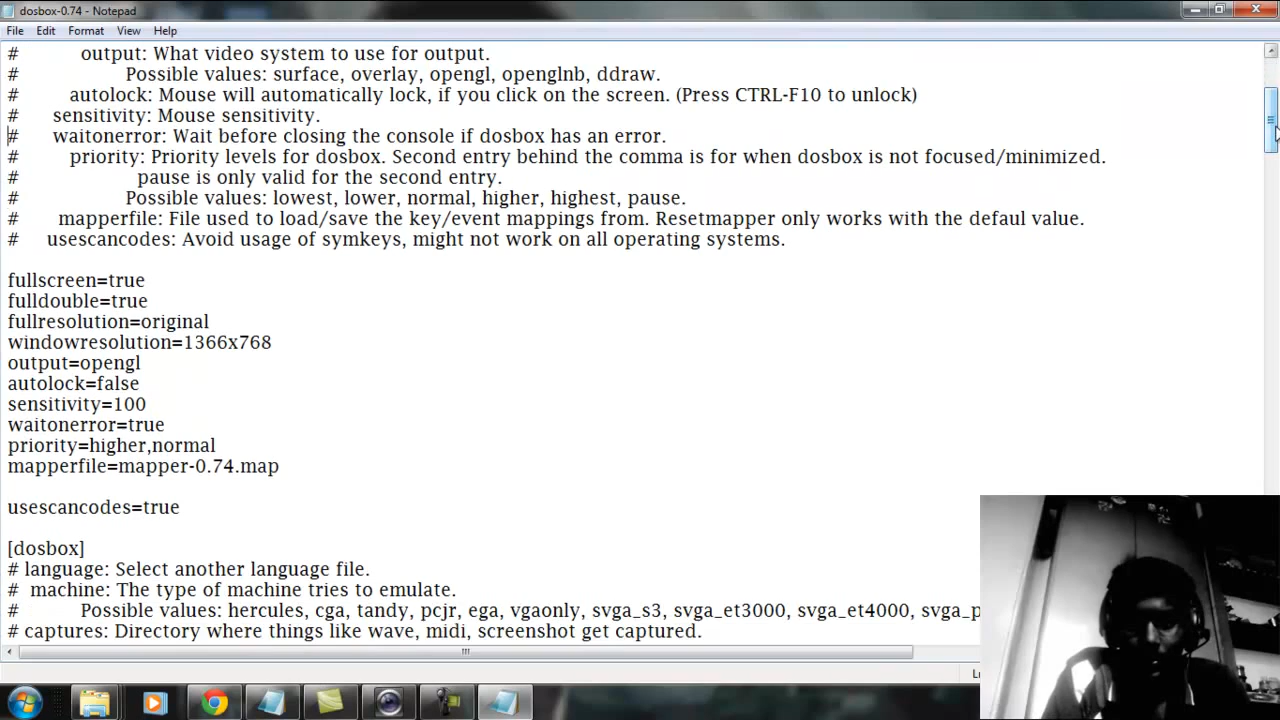 dosbox-0.74 - Notepad
File Edit Format View Help
# output: What video system to use for output.
# Possible values: surface, overlay, opengl, openglnb, ddraw.
# autolock: Mouse will automatically lock, if you click on the screen. (Press CTRL-F10 to unlock)
# sensitivity: Mouse sensitivity.
# waitonerror: Wait before closing the console if dosbox has an error.
# priority: Priority levels for dosbox. Second entry behind the comma is for when dosbox is not focused/minimized.
# pause is only valid for the second entry.
# Possible values: lowest, lower, normal, higher, highest, pause.
# mapperfile: File used to load/save the key/event mappings from. Resetmapper only works with the defaul value.
# usescancodes: Avoid usage of symkeys, might not work on all operating systems.
fullscreen=true
fulldouble=true
fullresolution=original
windowresolution=1366x768
output=opengl
autolock=false
sensitivity=100
waitonerror=true
priority=higher,normal
mapperfile=mapper-0.74.map
usescancodes=true
[dosbox]
# language: Select another language file.
# machine: The type of machine tries to emulate.
# Possible values: hercules, cga, tandy, pcjr, ega, vgaonly, svga_s3, svga_et3000, svga_et4000, svga_p
# captures: Directory where things like wave, midi, screenshot get captured.